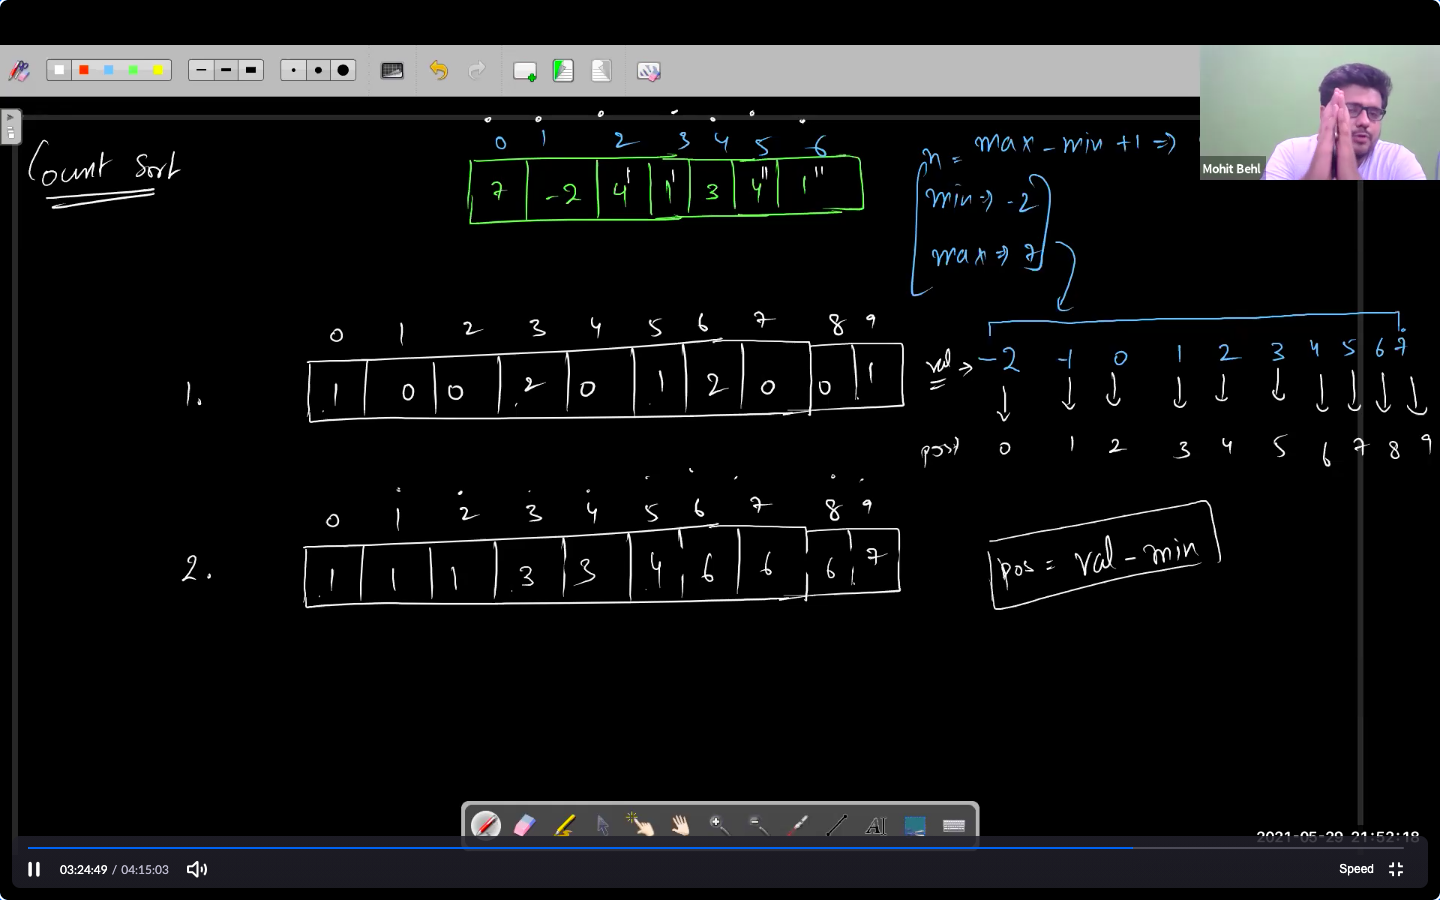 Count Sort
0 1 2 3 4 5 6
7 -2 4' 1' 3 4'' 1''
n = max - min + 1 =>
min => -2
max => 7
Mohit Behl
0 1 2 3 4 5 6 7 8 9
1. 1 0 0 2 0 1 2 0 0 1
val → -2 -1 0 1 2 3 4 5 6 7
0 1 2 3 4 5 6 7 8 9
0 1 2 3 4 5 6 7 8 9
2. 1 1 1 3 3 4 6 6 6 7
pos = val - min
AI
2021-05-29 21:52:18
03:24:49 / 04:15:03
Speed